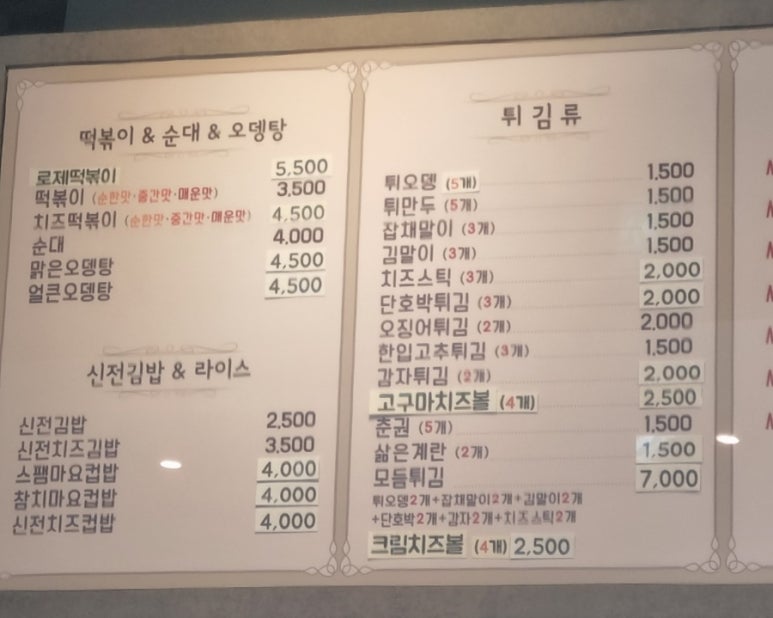 떡볶이 & 순대 & 오뎅탕
로제떡볶이 5,500
떡볶이 (순한맛·중간맛·매운맛) 3,500
치즈떡볶이 (순한맛·중간맛·매운맛) 4,500
순대 4,000
맑은오뎅탕 4,500
얼큰오뎅탕 4,500
신전김밥 & 라이스
신전김밥 2,500
신전치즈김밥 3,500
스팸마요컵밥 4,000
참치마요컵밥 4,000
신전치즈컵밥 4,000
튀김류
튀오뎅 (5개) 1,500
튀만두 (5개) 1,500
잡채말이 (3개) 1,500
김말이 (3개) 1,500
치즈스틱 (3개) 2,000
단호박튀김 (3개) 2,000
오징어튀김 (2개) 2,000
한입고추튀김 (3개) 1,500
감자튀김 (2개) 2,000
고구마치즈볼 (4개) 2,500
춘권 (5개) 1,500
삶은계란 (2개) 1,500
모듬튀김 7,000
튀오뎅2개+잡채말이2개+김말이2개
+단호박2개+감자2개+치즈스틱2개
크림치즈볼 (4개) 2,500